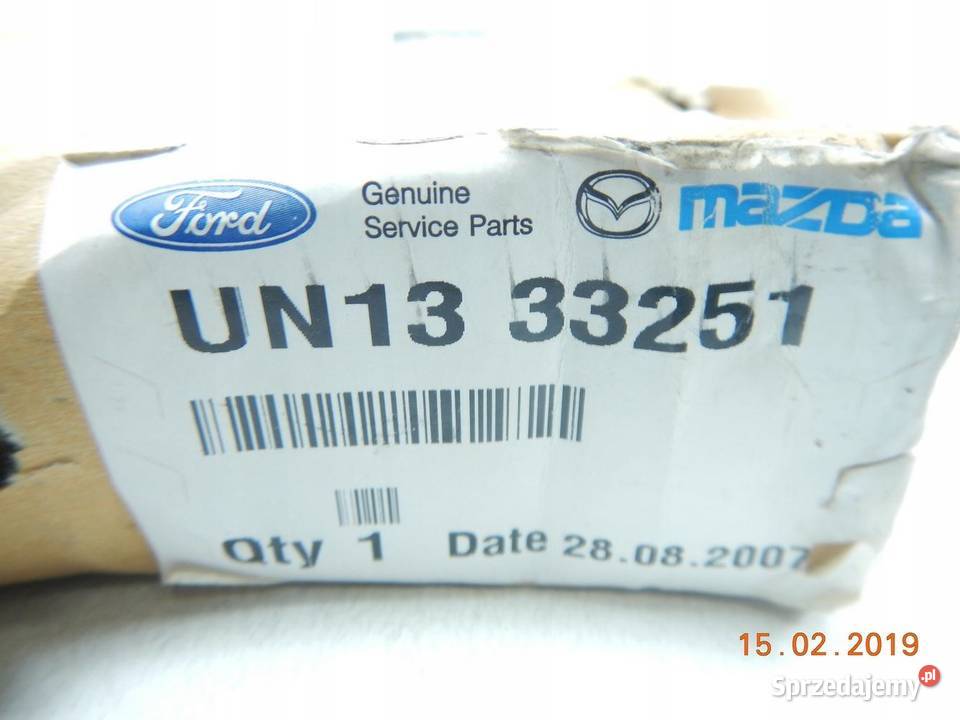 Ford Genuine Service Parts mazda
UN13 33251
Qty 1 Date 28.08.2007
15.02.2019
Sprzedajemy.pl